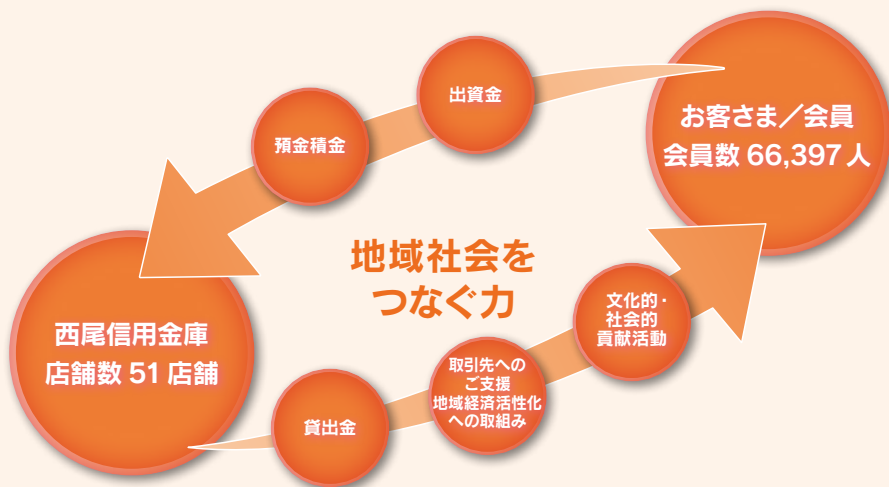 出資金
お客さま／会員
会員数 66,397人
預金積金
地域社会を
つなぐ力
西尾信用金庫
店舗数 51 店舗
文化的・
社会的
貢献活動
取引先への
ご支援
地域経済活性化
への取組み
貸出金